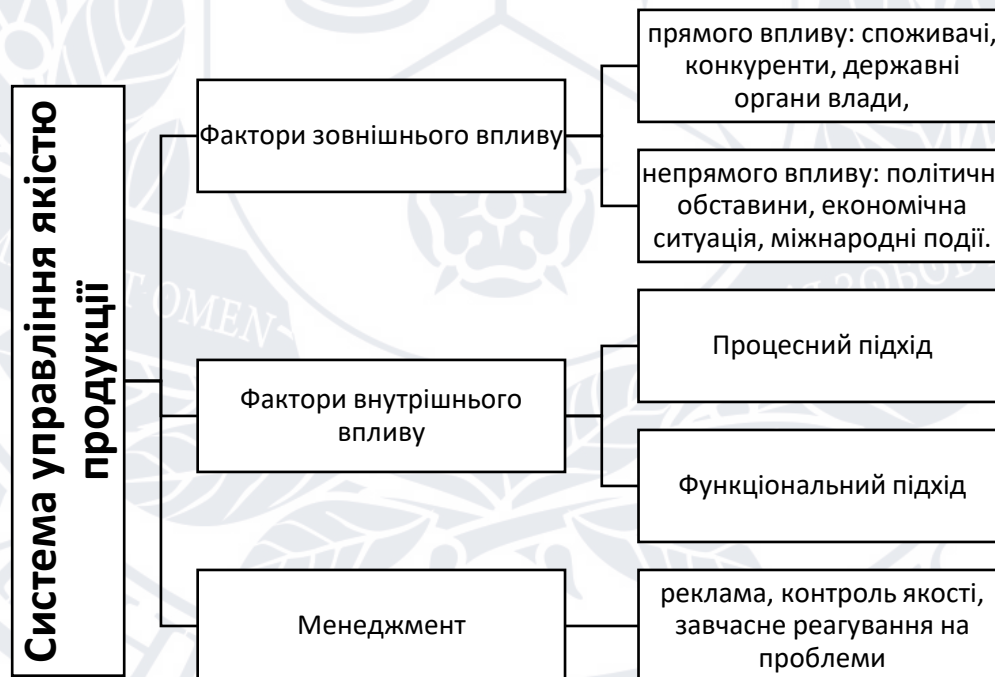 Система управління якістю
продукції
Фактори зовнішнього впливу
прямого впливу: споживачі,
конкуренти, державні
органи влади,
непрямого впливу: політичн
обставини, економічна
ситуація, міжнародні події.
Фактори внутрішнього
впливу
Процесний підхід
Функціональний підхід
Менеджмент
реклама, контроль якості,
завчасне реагування на
проблеми
OMEN